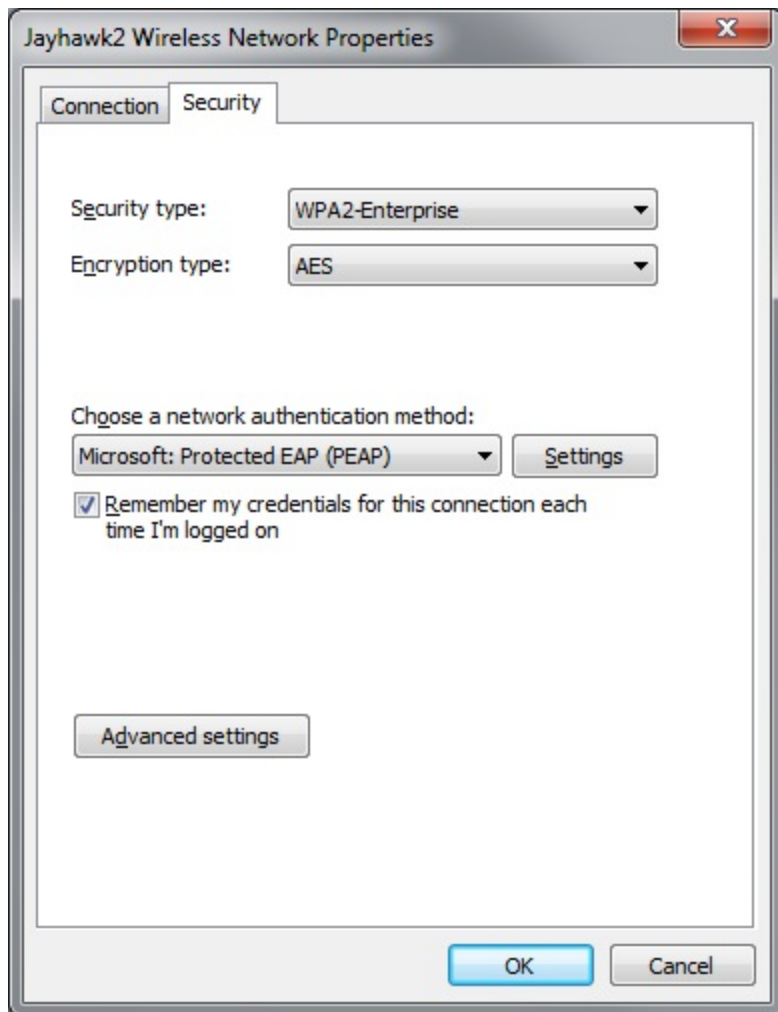 Jayhawk2 Wireless Network Properties
Connection Security
Security type: WPA2-Enterprise
Encryption type: AES
Choose a network authentication method:
Microsoft: Protected EAP (PEAP) Settings
Remember my credentials for this connection each
time I'm logged on
Advanced settings
OK Cancel